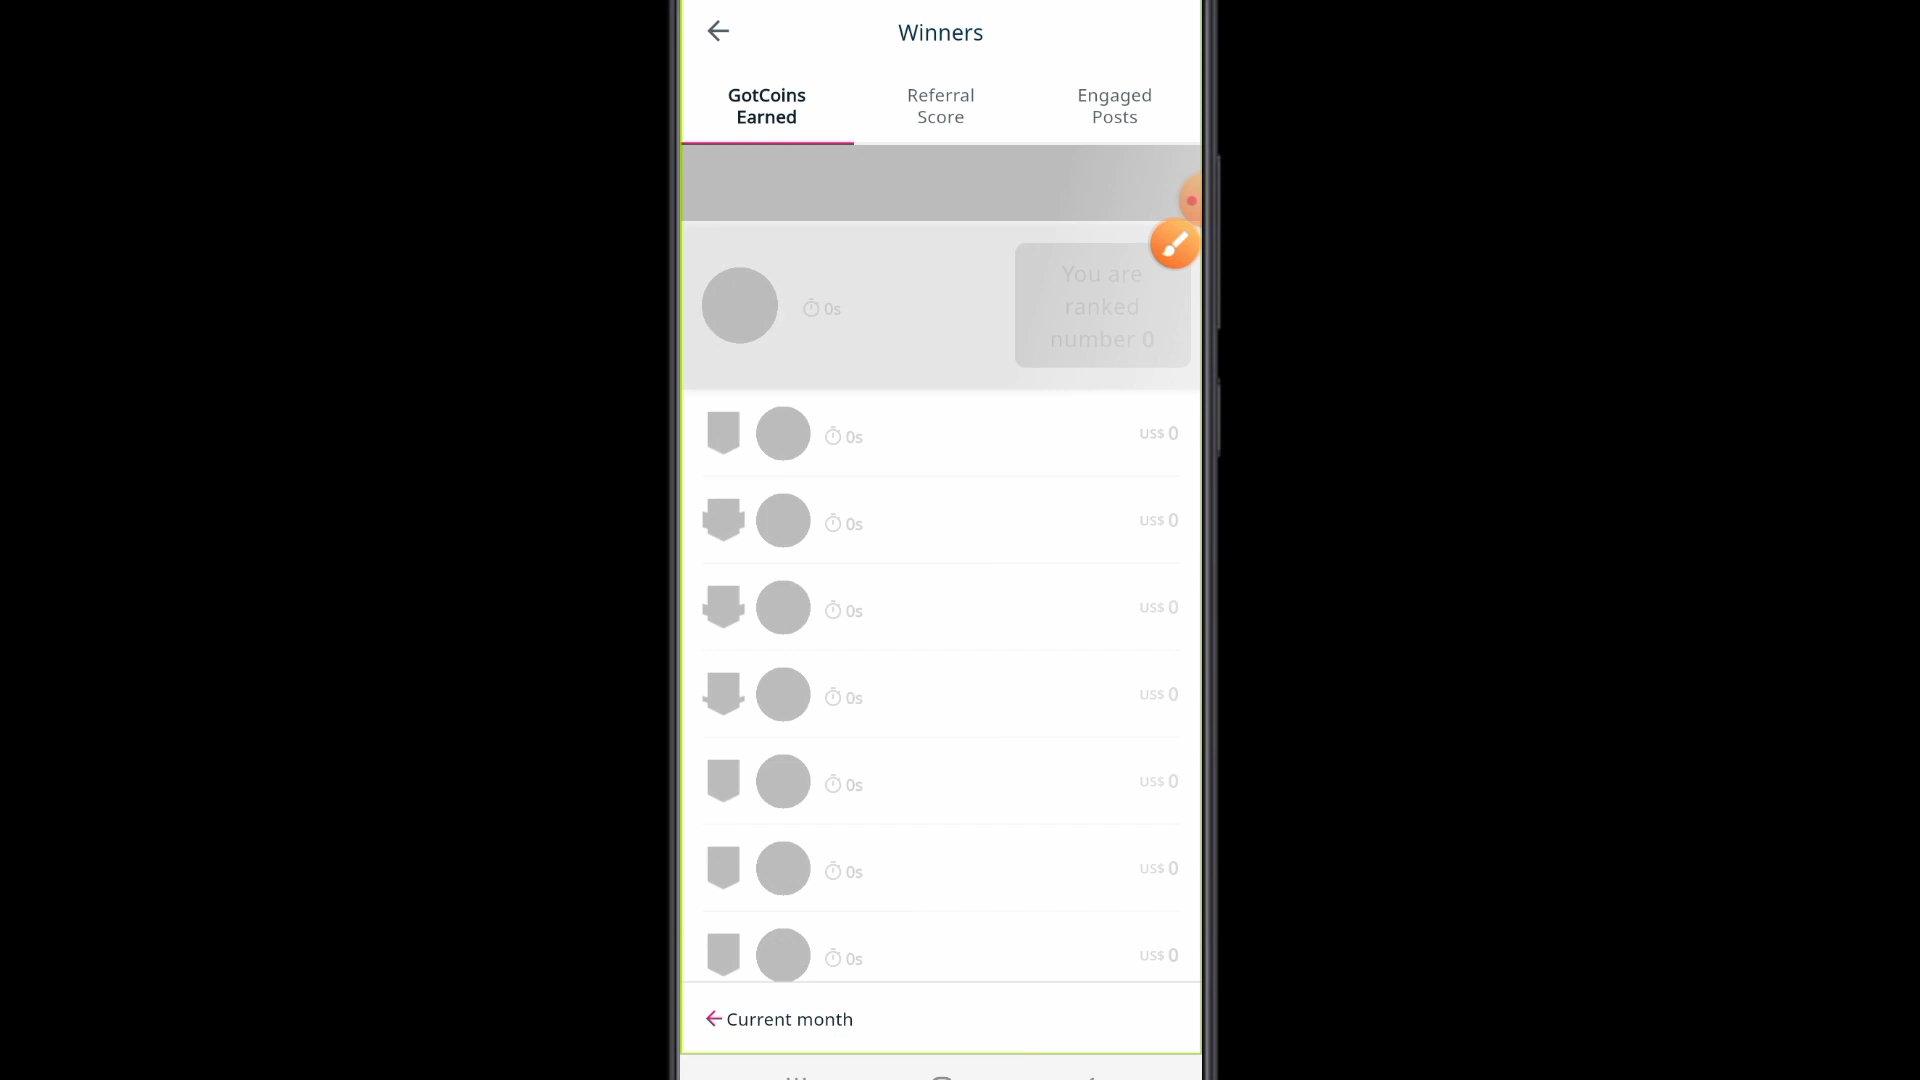 Winners
GotCoins
Earned
Referral
Score
Engaged
Posts
0s
You are
ranked
number 0
0s
US$ 0
0s
US$ 0
0s
US$ 0
0s
US$ 0
0s
US$ 0
0s
US$ 0
0s
US$ 0
Current month